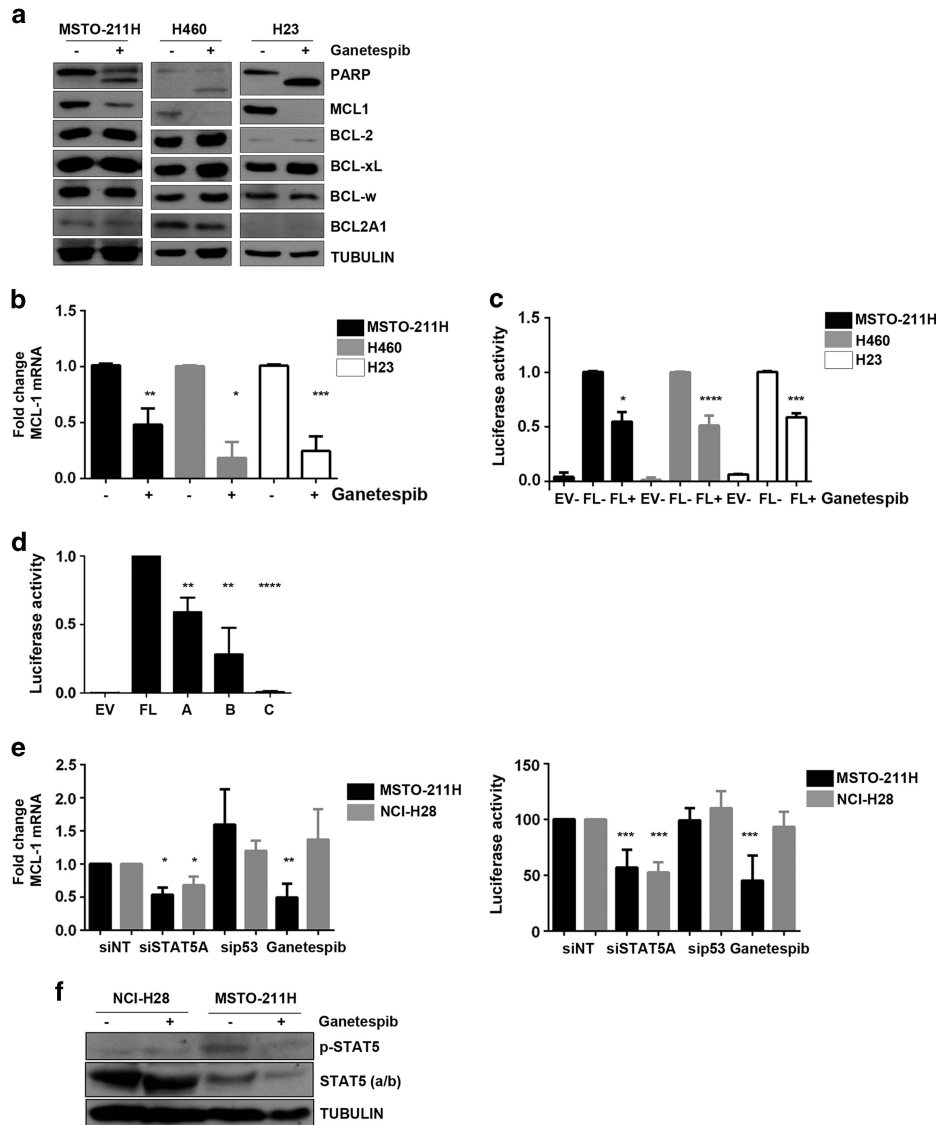 a
MSTO-211H H460 H23
- + - + - + Ganetespib
PARP
MCL1
BCL-2
BCL-xL
BCL-w
BCL2A1
TUBULIN
b
Fold change
MCL-1 mRNA
1.5
1.0
0.5
0.0
** * ***
- + - + - + Ganetespib
MSTO-211H
H460
H23
c
Luciferase activity
1.5
1.0
0.5
0.0
* **** ***
EV- FL- FL+ EV- FL- FL+ EV- FL- FL+ Ganetespib
MSTO-211H
H460
H23
d
Luciferase activity
1.0
0.5
0.0
** ** ****
EV FL A B C
e
Fold change
MCL-1 mRNA
2.5
2.0
1.5
1.0
0.5
0.0
* * **
siNT siSTAT5A sip53 Ganetespib
MSTO-211H
NCI-H28
Luciferase activity
150
100
50
0
*** *** ***
siNT siSTAT5A sip53 Ganetespib
MSTO-211H
NCI-H28
f
NCI-H28 MSTO-211H
- + - + Ganetespib
p-STAT5
STAT5 (a/b)
TUBULIN